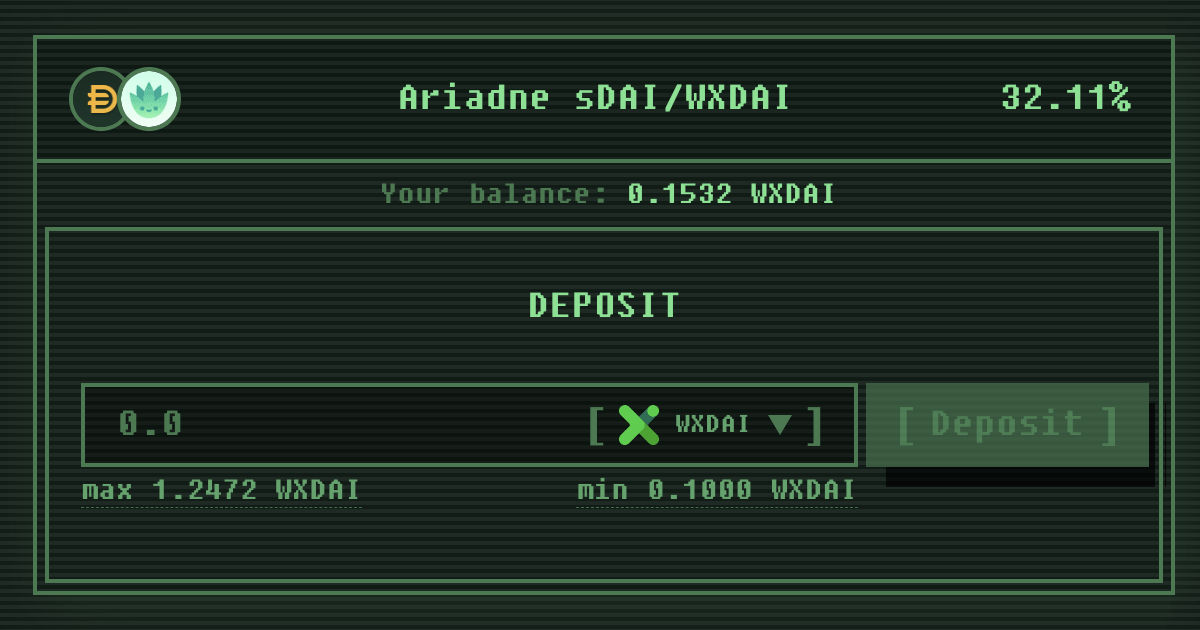 Ariadne sDAI/WXDAI 32.11%
Your balance: 0.1532 WXDAI
DEPOSIT
0.0 [ WXDAI ▼ ] [ Deposit ]
max 1.2472 WXDAI min 0.1000 WXDAI